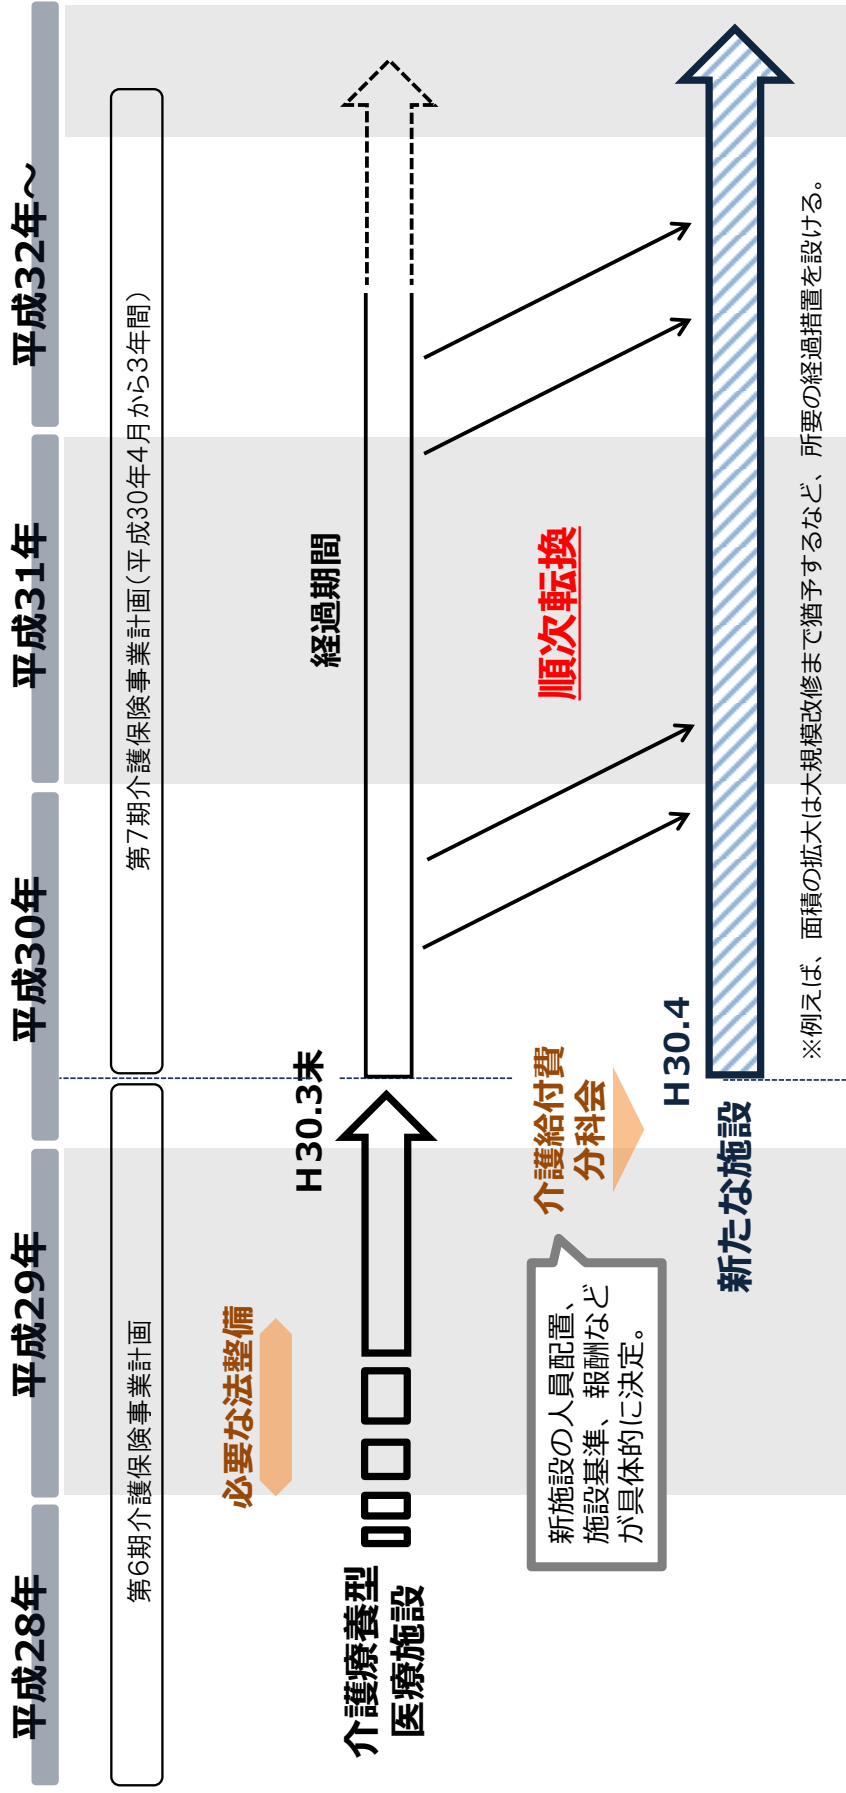 平成28年
平成29年
平成30年
平成31年
平成32年～
第6期介護保険事業計画
第7期介護保険事業計画（平成30年4月から3年間）
必要な法整備
H30.3末
経過期間
介護療養型
医療施設
順次転換
介護給付費
分科会
新施設の人員配置、
施設基準、報酬など
が具体的に決定。
H30.4
新たな施設
※例えば、面積の拡大は大規模改修まで猶予するなど、所要の経過措置を設ける。